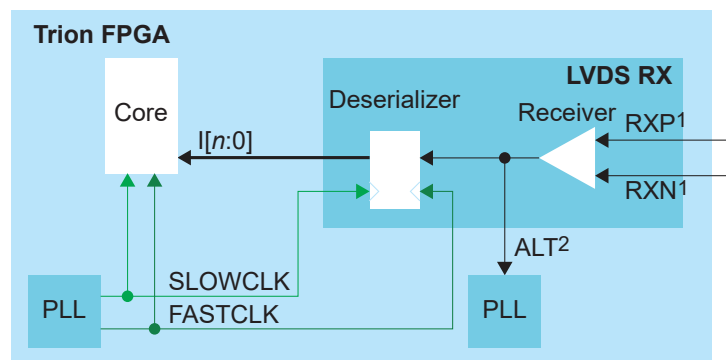 Trion FPGA
LVDS RX
Deserializer
Core
Receiver
RXP1
I[n:0]
RXN1
ALT2
SLOWCLK
PLL
PLL
FASTCLK